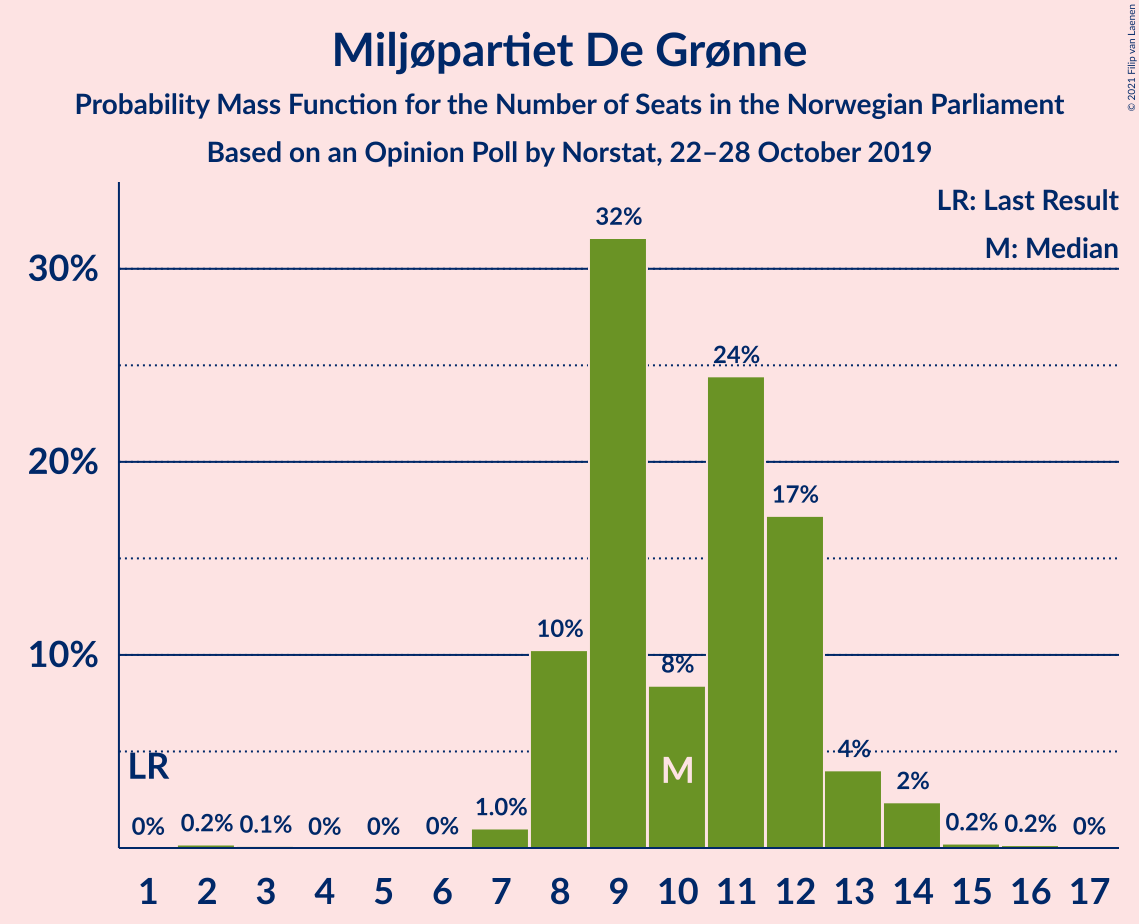 Miljøpartiet De Grønne
Probability Mass Function for the Number of Seats in the Norwegian Parliament
Based on an Opinion Poll by Norstat, 22–28 October 2019
© 2021 Filip van Laenen
LR: Last Result
M: Median
30%
20%
10%
LR
M
0% 0.2% 0.1% 0% 0% 0% 1.0% 10% 32% 8% 24% 17% 4% 2% 0.2% 0.2% 0%
1 2 3 4 5 6 7 8 9 10 11 12 13 14 15 16 17